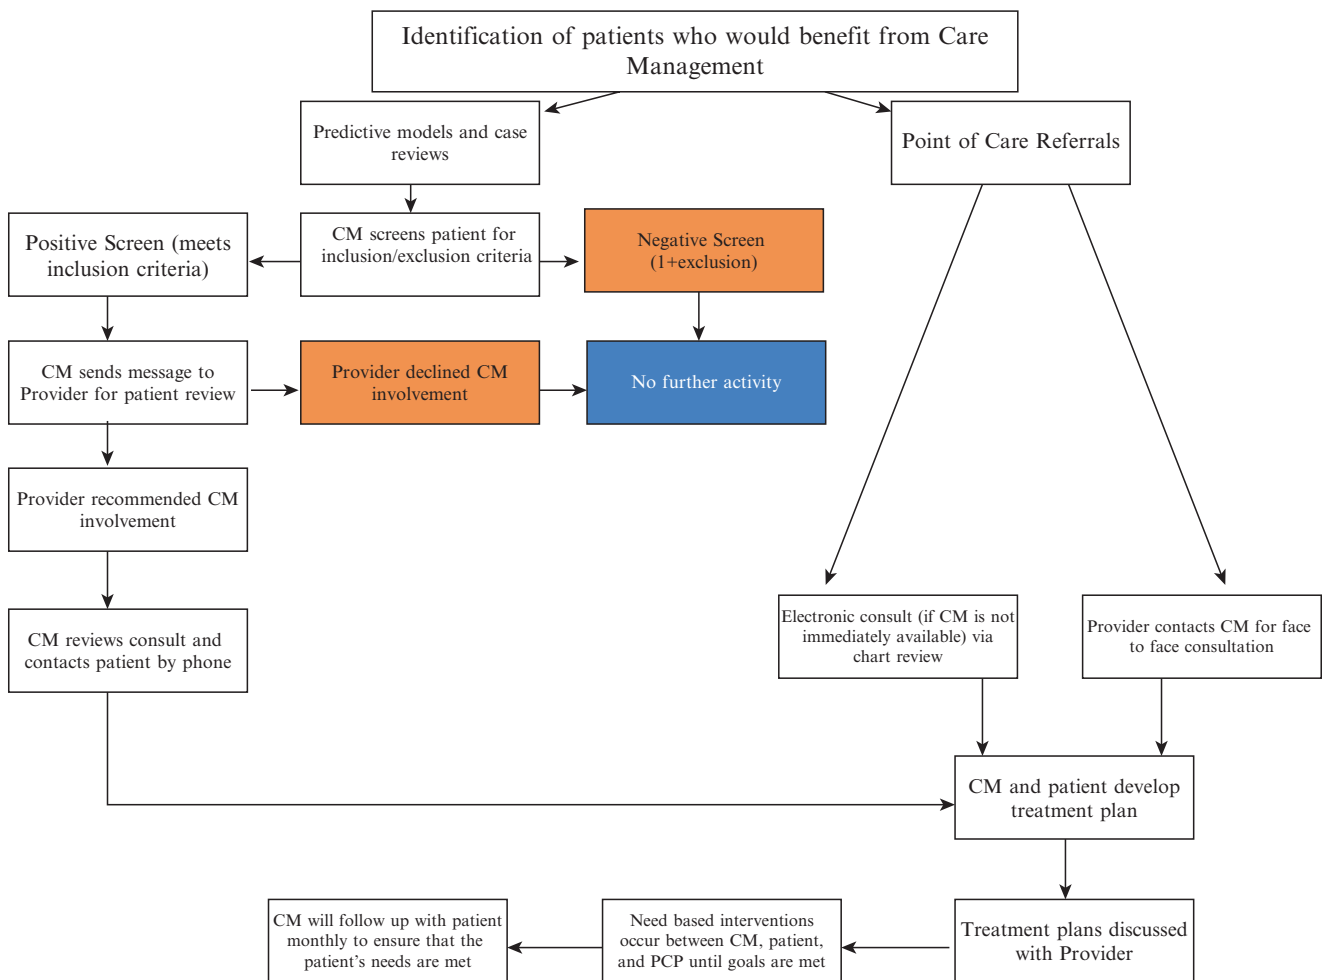 Identification of patients who would benefit from Care
Management
Predictive models and case
reviews
Point of Care Referrals
Positive Screen (meets
inclusion criteria)
CM screens patient for
inclusion/exclusion criteria
Negative Screen
(1+exclusion)
CM sends message to
Provider for patient review
Provider declined CM
involvement
No further activity
Provider recommended CM
involvement
CM reviews consult and
contacts patient by phone
Electronic consult (if CM is not
immediately available) via
chart review
Provider contacts CM for face
to face consultation
CM and patient develop
treatment plan
CM will follow up with patient
monthly to ensure that the
patient's needs are met
Need based interventions
occur between CM, patient,
and PCP until goals are met
Treatment plans discussed
with Provider